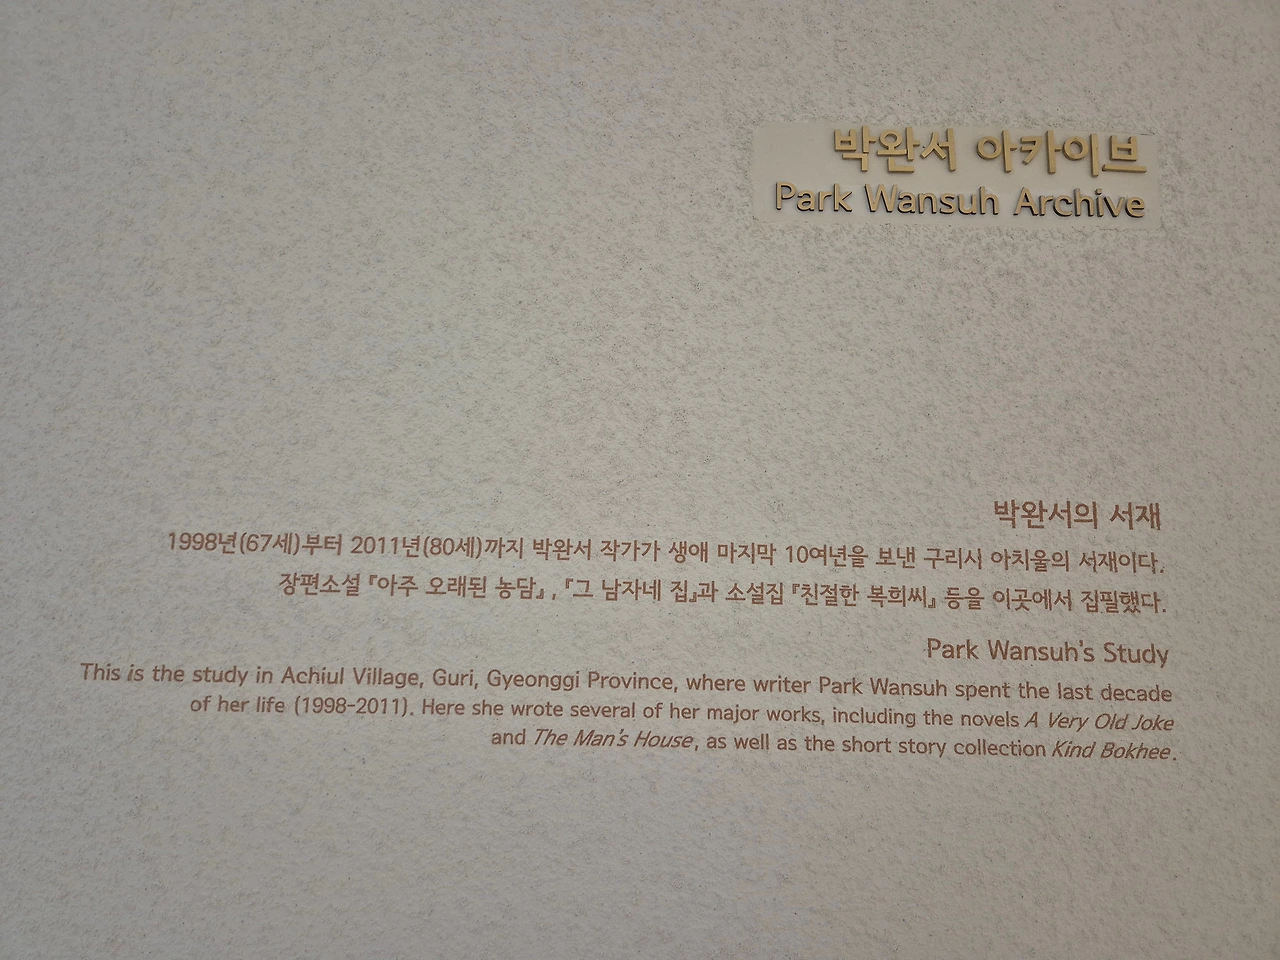 박완서 아카이브
Park Wansuh Archive
박완서의 서재
1998년(67세)부터 2011년(80세)까지 박완서 작가가 생애 마지막 10여년을 보낸 구리시 아치울의 서재이다.
장편소설 『아주 오래된 농담』, 『그 남자네 집』과 소설집 『친절한 복희씨』 등을 이곳에서 집필했다.
Park Wansuh's Study
This is the study in Achiul Village, Guri, Gyeonggi Province, where writer Park Wansuh spent the last decade
of her life (1998-2011). Here she wrote several of her major works, including the novels A Very Old Joke
and The Man's House, as well as the short story collection Kind Bokhee.